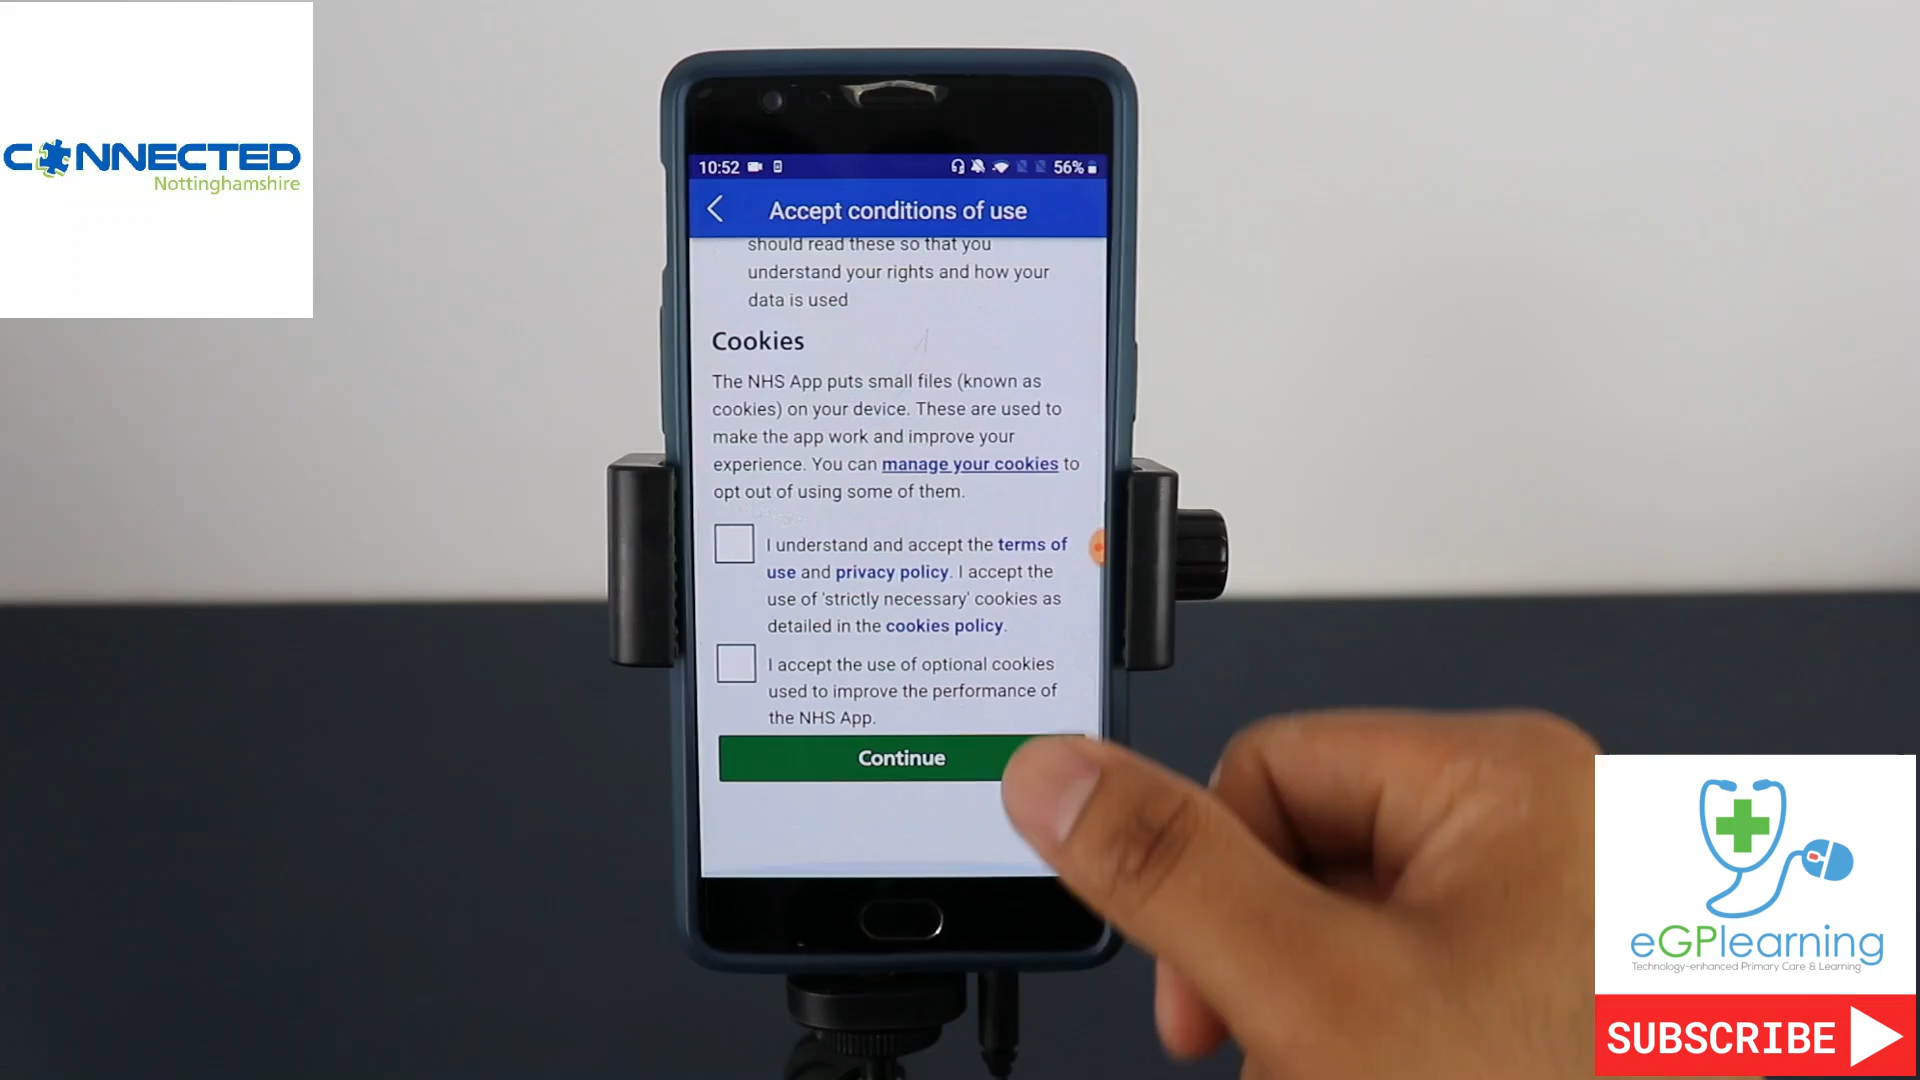 CONNECTED
Nottinghamshire
10:52
56%
Accept conditions of use
should read these so that you
understand your rights and how your
data is used
Cookies
The NHS App puts small files (known as
cookies) on your device. These are used to
make the app work and improve your
experience. You can manage your cookies to
opt out of using some of them.
I understand and accept the terms of
use and privacy policy. I accept the
use of 'strictly necessary' cookies as
detailed in the cookies policy.
I accept the use of optional cookies
used to improve the performance of
the NHS App.
Continue
eGPlearning
Technology-enhanced Primary Care & Learning
SUBSCRIBE